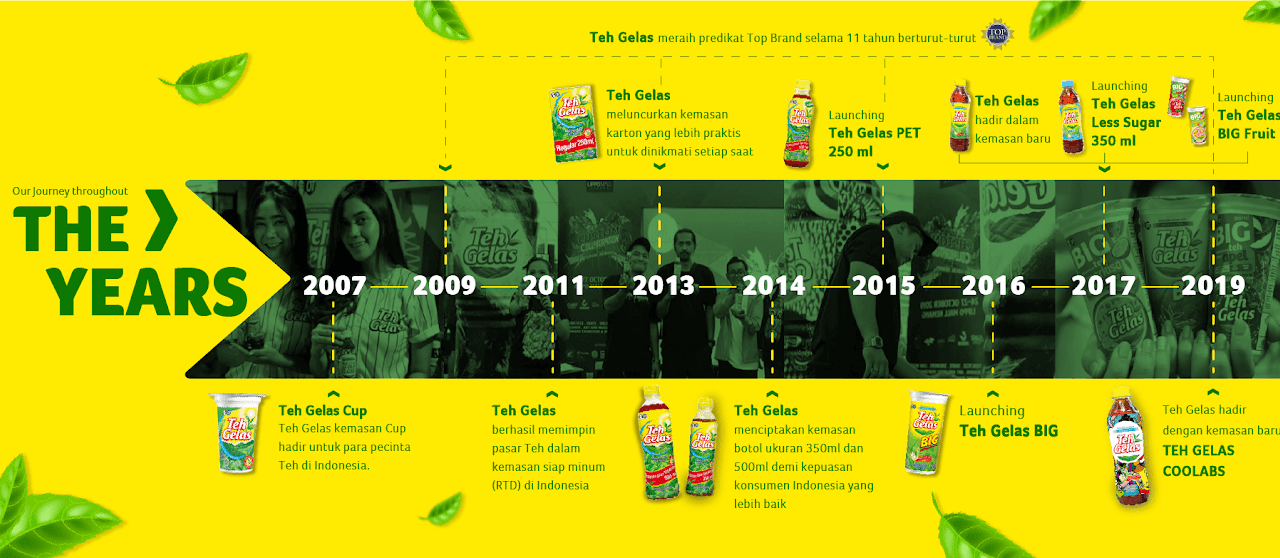 Teh Gelas meraih predikat Top Brand selama 11 tahun berturut-turut
TOP
BRAND
Teh Gelas
meluncurkan kemasan
karton yang lebih praktis
untuk dinikmati setiap saat
Launching
Teh Gelas PET
250 ml
Teh Gelas
hadir dalam
kemasan baru
Launching
Teh Gelas
Less Sugar
350 ml
Launching
Teh Gelas
BIG Fruit
Our Journey throughout
THE
YEARS
2007
2009
2011
2013
2014
2015
2016
2017
2019
Teh Gelas Cup
Teh Gelas kemasan Cup
hadir untuk para pecinta
Teh di Indonesia.
Teh Gelas
berhasil memimpin
pasar Teh dalam
kemasan siap minum
(RTD) di Indonesia
Teh Gelas
menciptakan kemasan
botol ukuran 350ml dan
500ml demi kepuasan
konsumen Indonesia yang
lebih baik
Launching
Teh Gelas BIG
Teh Gelas hadir
dengan kemasan baru
TEH GELAS
COOLABS